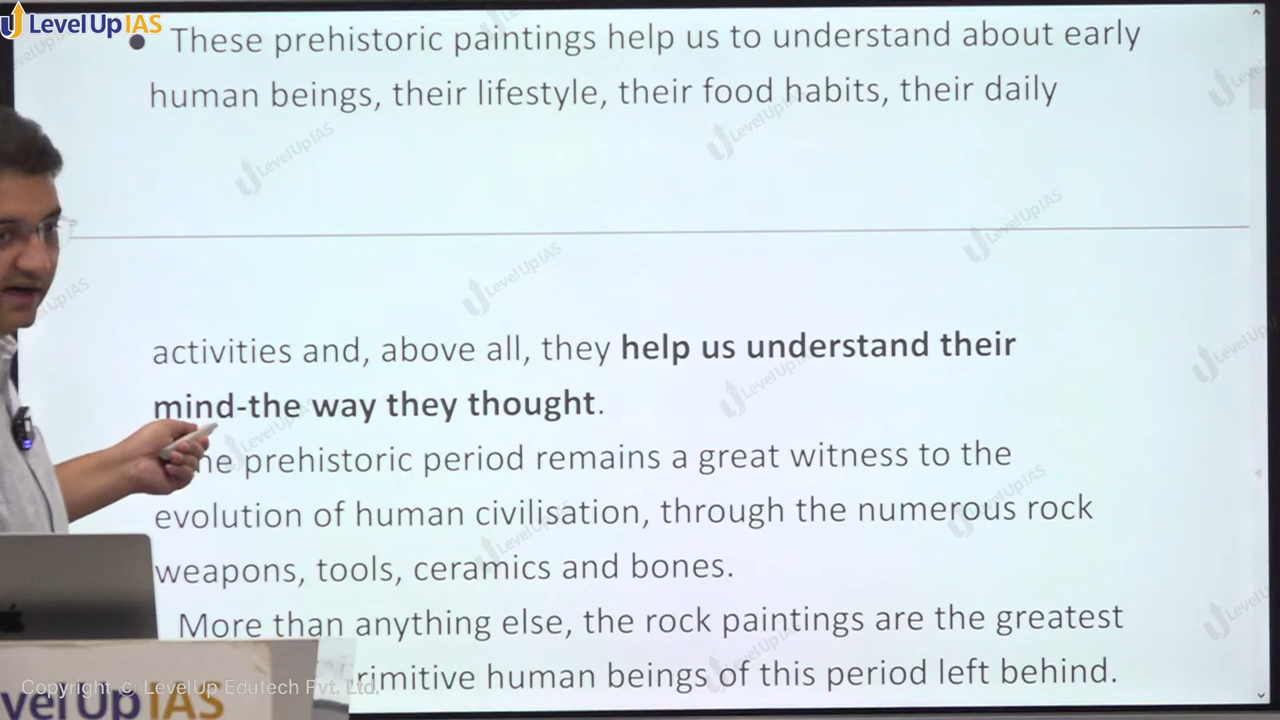 LevelUp IAS
• These prehistoric paintings help us to understand about early
human beings, their lifestyle, their food habits, their daily
activities and, above all, they help us understand their
mind-the way they thought.
he prehistoric period remains a great witness to the
evolution of human civilisation, through the numerous rock
weapons, tools, ceramics and bones.
More than anything else, the rock paintings are the greatest
rimitive human beings of this period left behind.
Copyright © LevelUp Edutech Pvt. Ltd.
vel Up IAS